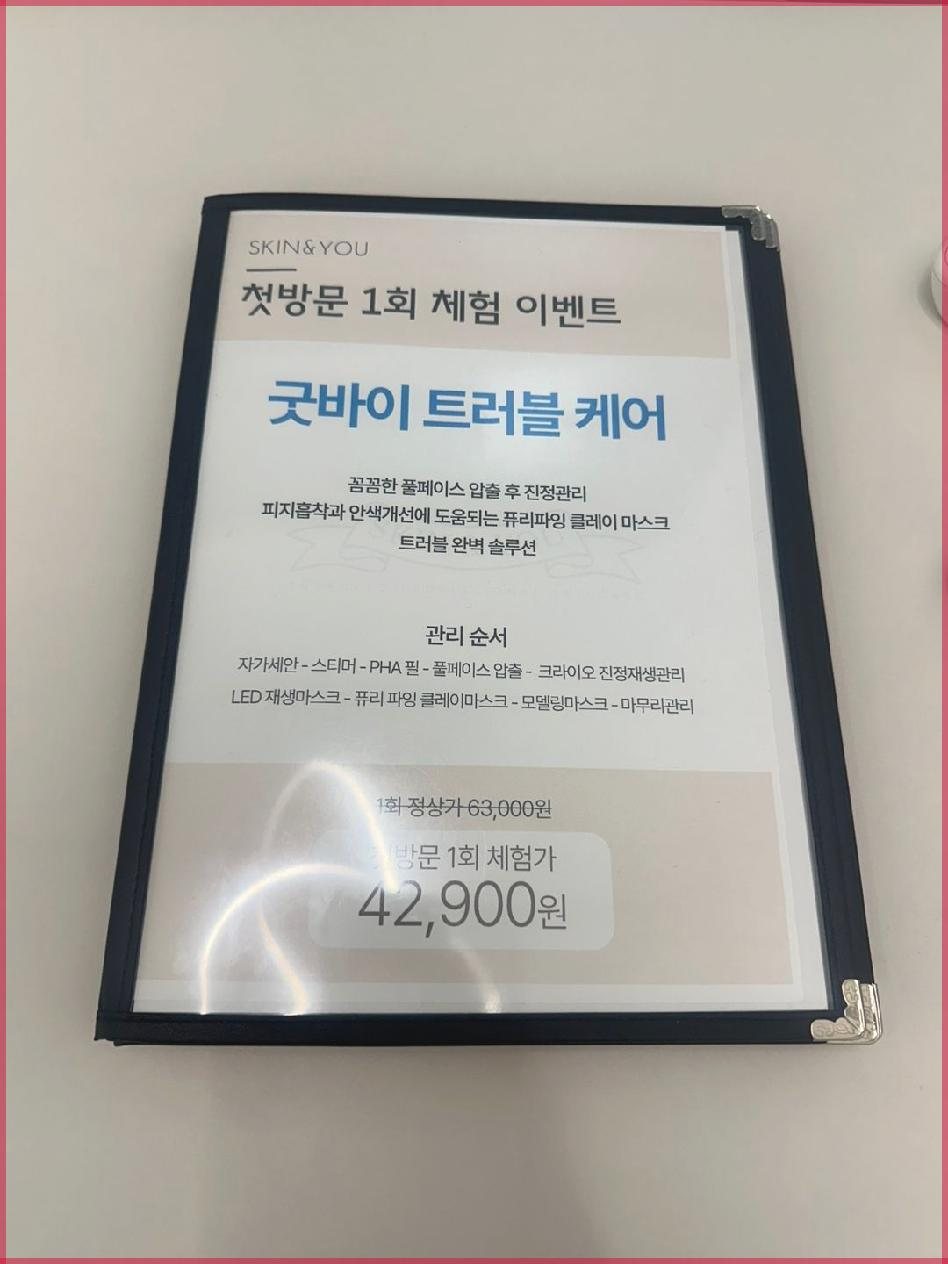 SKIN&YOU
첫방문 1회 체험 이벤트
굿바이 트러블 케어
꼼꼼한 풀페이스 압출 후 진정관리
피지흡착과 안색개선에 도움되는 퓨리파잉 클레이 마스크
트러블 완벽 솔루션
관리 순서
자가세안 - 스티머 - PHA 필 - 풀페이스 압출 - 크라이오 진정재생관리
LED 재생마스크 - 퓨리 파잉 클레이마스크 - 모델링마스크 - 마무리관리
1회 정상가 63,000원
첫방문 1회 체험가
42,900원